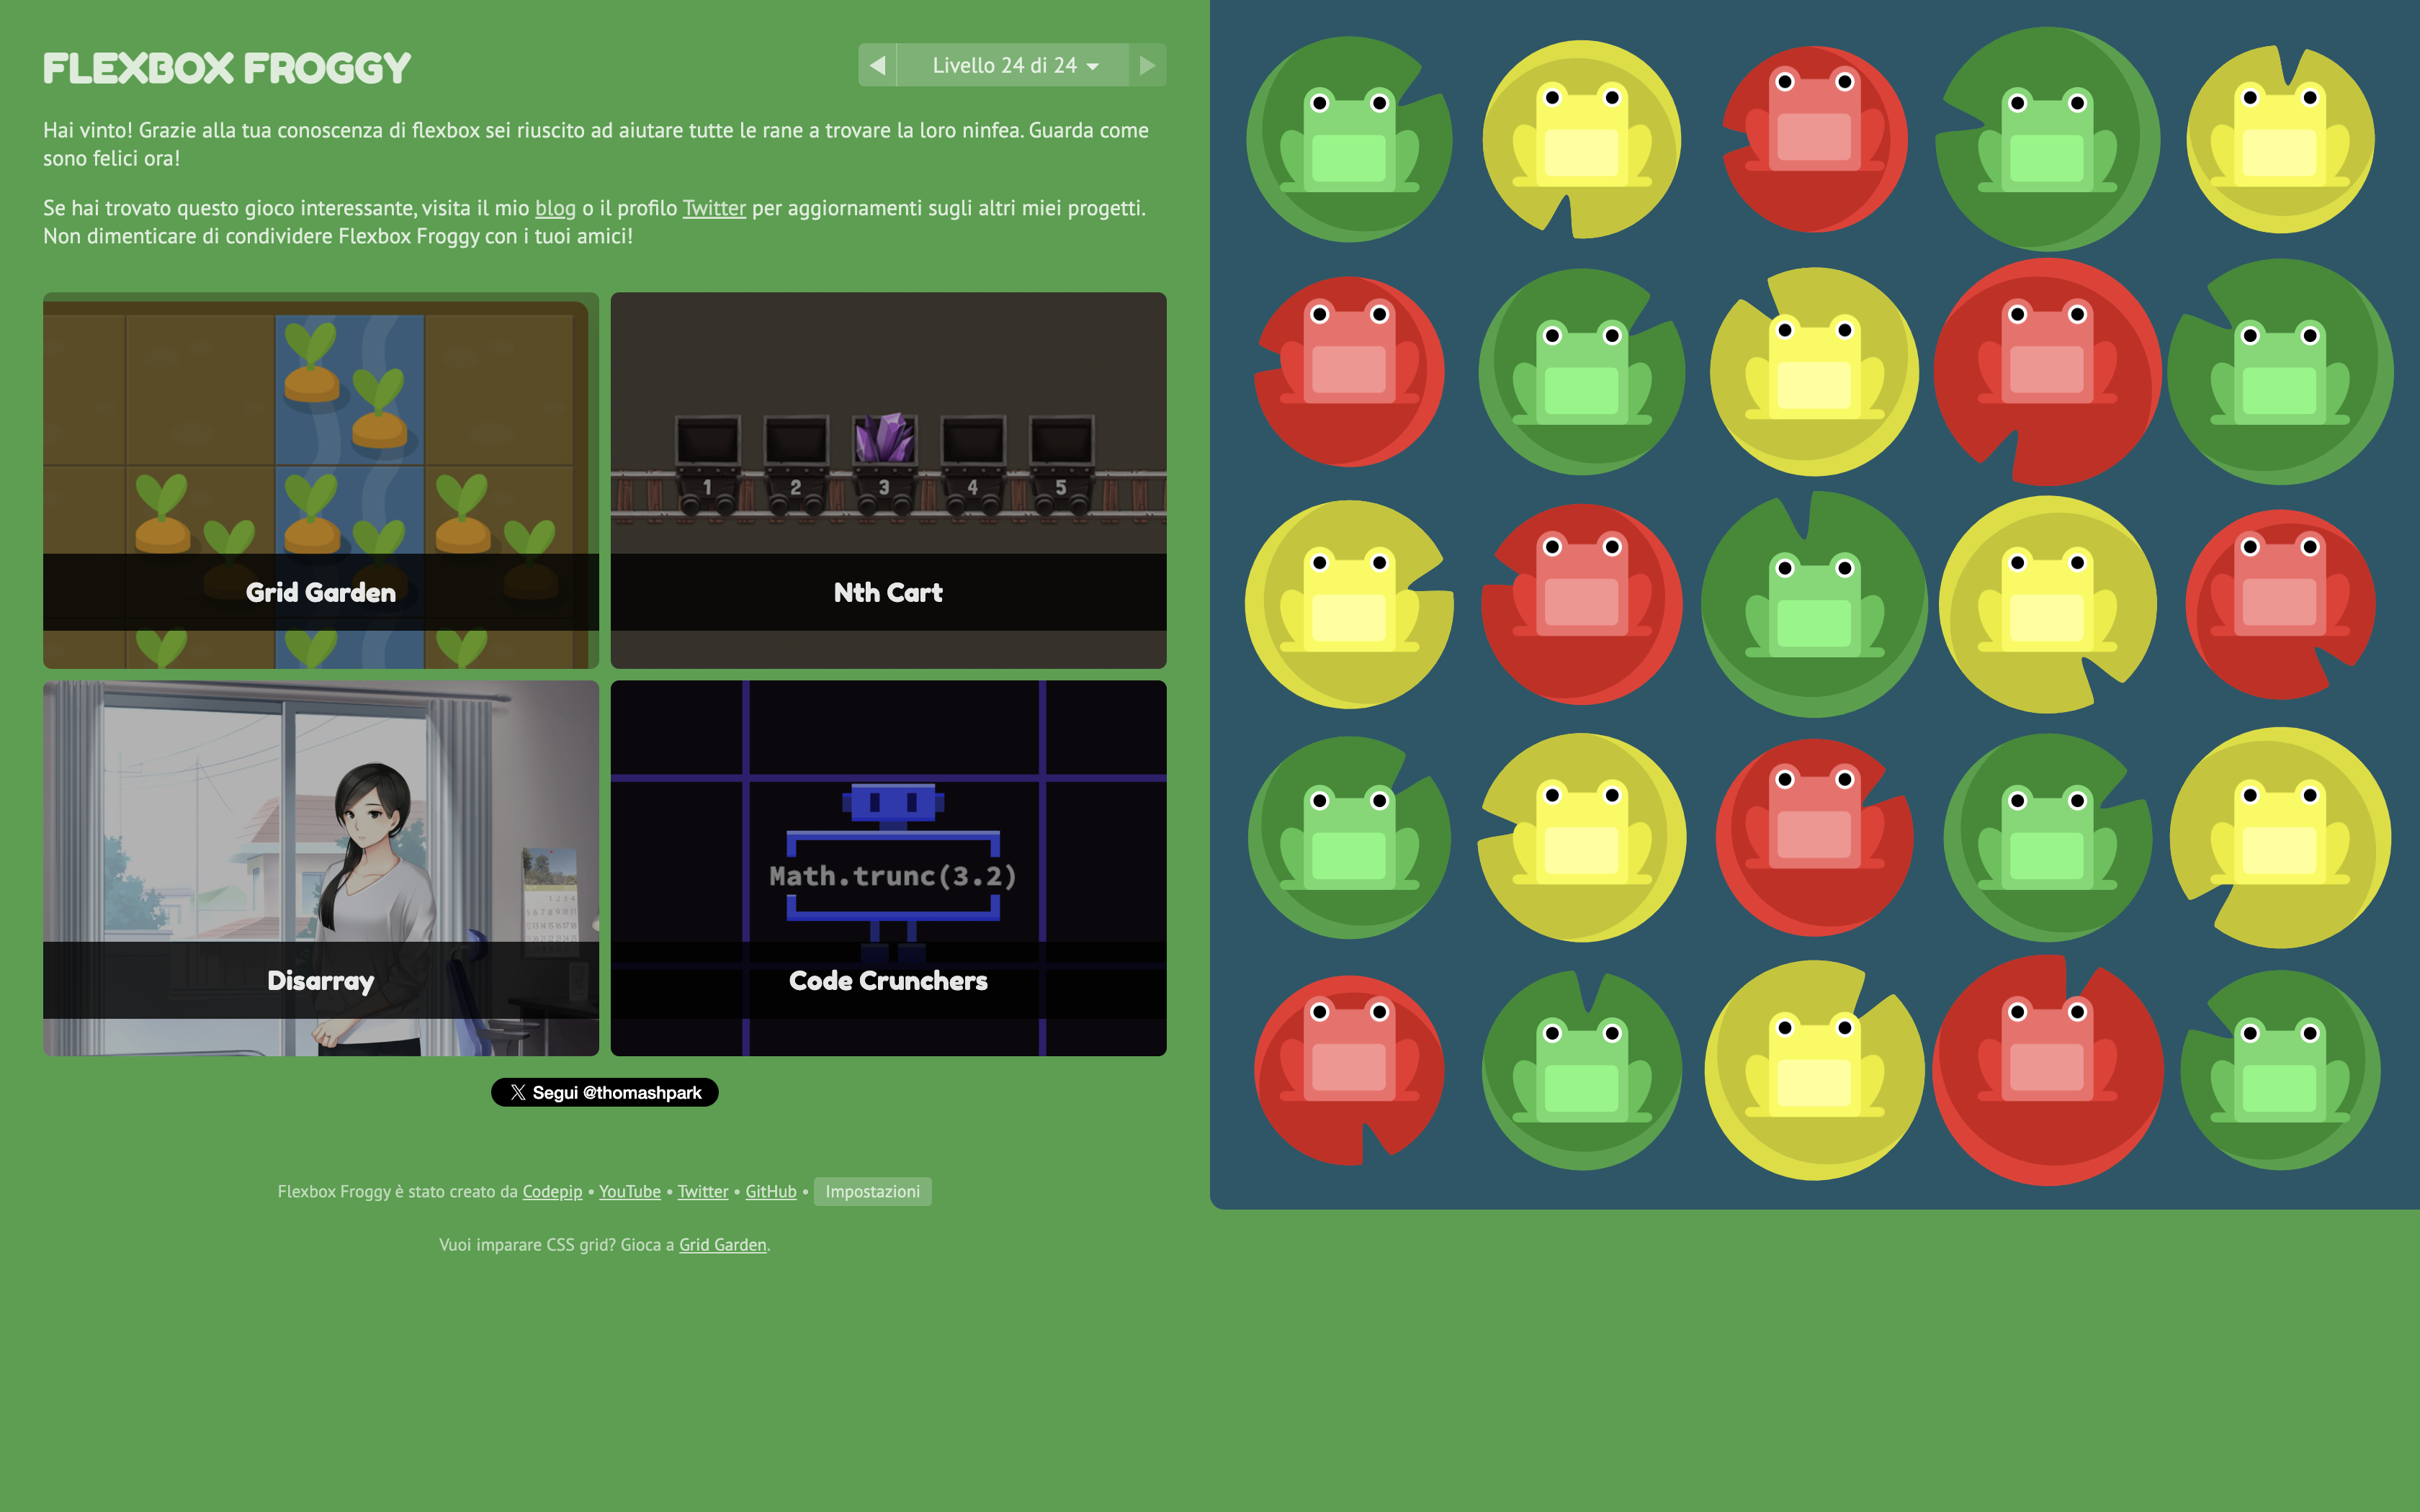 FLEXBOX FROGGY
Livello 24 di 24
Hai vinto! Grazie alla tua conoscenza di flexbox sei riuscito ad aiutare tutte le rane a trovare la loro ninfea. Guarda come
sono felici ora!
Se hai trovato questo gioco interessante, visita il mio blog o il profilo Twitter per aggiornamenti sugli altri miei progetti.
Non dimenticare di condividere Flexbox Froggy con i tuoi amici!
Grid Garden
1 2 3 4 5
Nth Cart
Disarray
Math.trunc(3.2)
Code Crunchers
Segui @thomashpark
Flexbox Froggy è stato creato da Codepip • YouTube • Twitter • GitHub • Impostazioni
Vuoi imparare CSS grid? Gioca a Grid Garden.